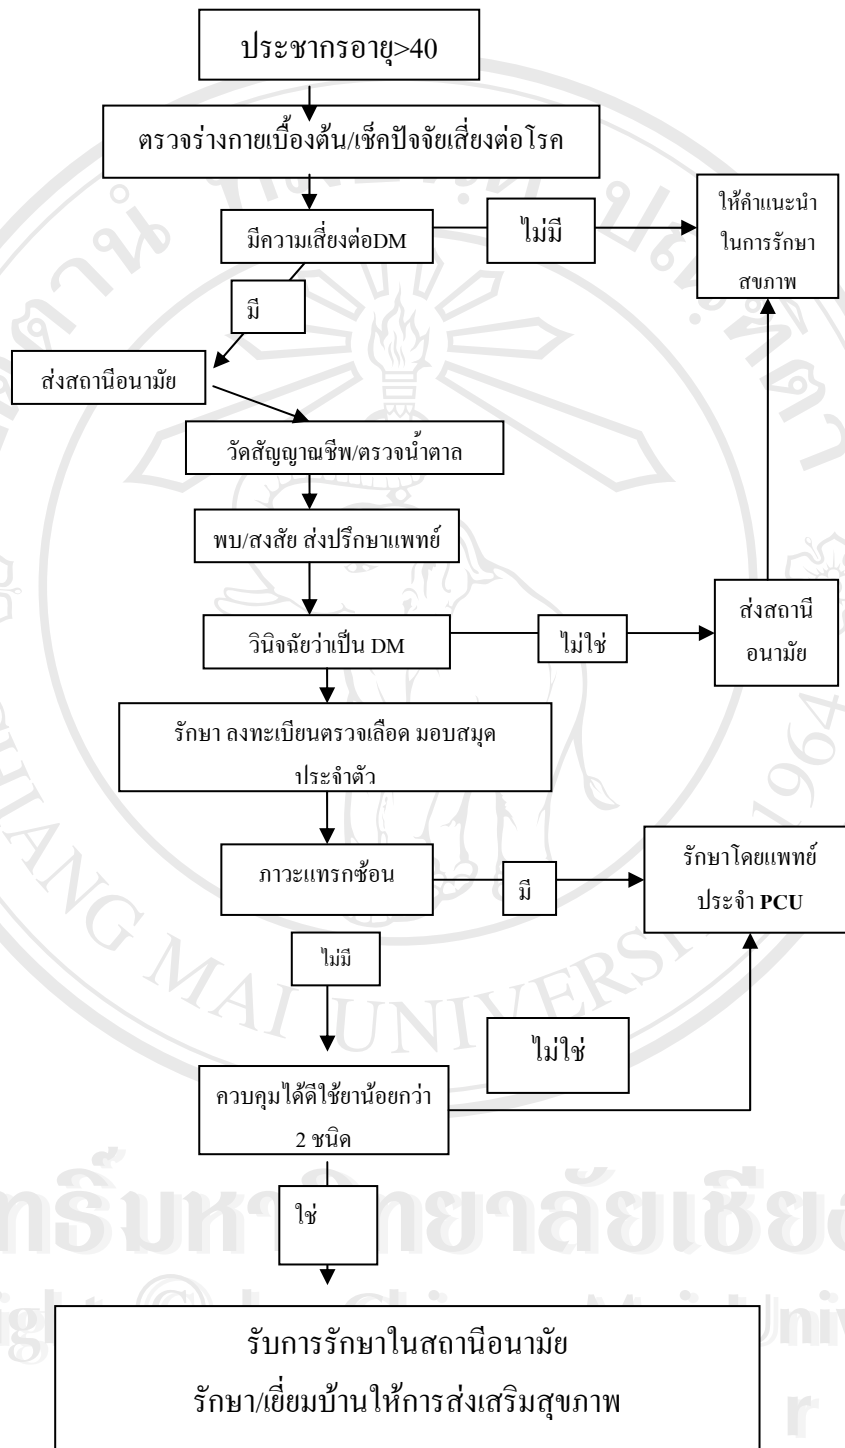 ประชากรอายุ>40
ตรวจร่างกายเบื้องต้น/เช็คปัจจัยเสี่ยงต่อโรค
มีความเสี่ยงต่อDM
ไม่มี
ให้คำแนะนำ
ในการรักษา
สขภาพ
มี
ส่งสถานีอนามัย
วัดสัญญาณชีพ/ตรวจน้ำตาล
พบ/สงสัย ส่งปรึกษาแพทย์
วินิจฉัยว่าเป็น DM
ไม่ใช่
ส่งสถานี
อนามัย
รักษา ลงทะเบียนตรวจเลือด มอบสมุด
ประจำตัว
ภาวะแทรกซ้อน
มี
รักษาโดยแพทย์
ประจำ PCU
ไม่มี
ไม่ใช่
ควบคุมได้ดีใช้ยาน้อยกว่า
2 ชนิด
ใช่
รับการรักษาในสถานีอนามัย
รักษา/เยี่ยมบ้านให้การส่งเสริมสุขภาพ
CHIANG MAI UNIVERSITY 1964